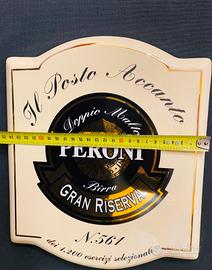 Il Posto Accanto
Doppio Malto
PERONI
Birra
GRAN RISERVA
N.561
dei 1.200 esercizi selezionati